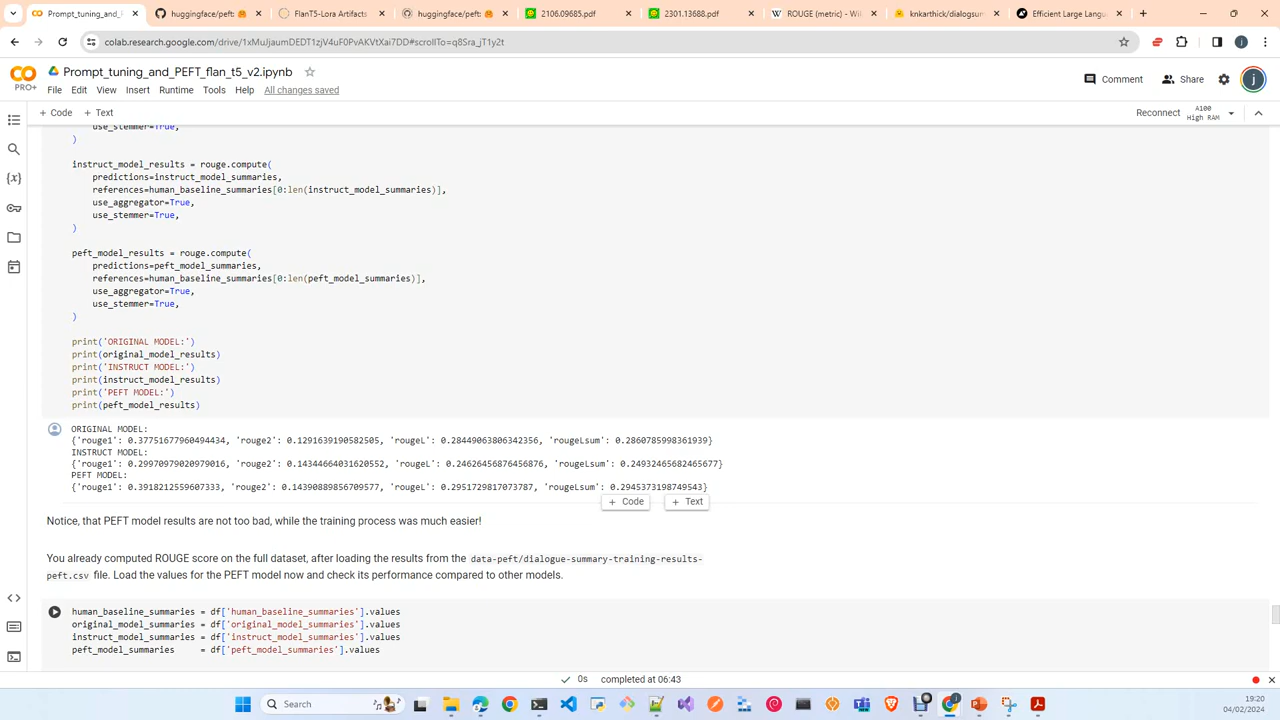 Prompt_tuning_and_PEFT_flan_t5
huggingface/peft:
FlanT5-Lora Artifacts
huggingface/peft:
2106.09685.pdf
2301.13688.pdf
ROUGE (metric) - Wi
knkarthick/dialogsum
Efficient Large Lang
colab.research.google.com/drive/1xMuJjaumDEDT1zjV4uF0PvAKVtXai7DD#scrollTo=q8Sra_jT1y2t
j
CO
PRO+
Prompt_tuning_and_PEFT_flan_t5_v2.ipynb
Comment
Share
j
File Edit View Insert Runtime Tools Help All changes saved
+ Code + Text
Reconnect
A100
High RAM
use_stemmer=True,
)
instruct_model_results = rouge.compute(
predictions=instruct_model_summaries,
references=human_baseline_summaries[0:len(instruct_model_summaries)],
use_aggregator=True,
use_stemmer=True,
)
peft_model_results = rouge.compute(
predictions=peft_model_summaries,
references=human_baseline_summaries[0:len(peft_model_summaries)],
use_aggregator=True,
use_stemmer=True,
)
print('ORIGINAL MODEL:')
print(original_model_results)
print('INSTRUCT MODEL:')
print(instruct_model_results)
print('PEFT MODEL:')
print(peft_model_results)
ORIGINAL MODEL:
{'rouge1': 0.37751677960494434, 'rouge2': 0.1291639190582505, 'rougeL': 0.28449063806342356, 'rougeLsum': 0.2860785998361939}
INSTRUCT MODEL:
{'rouge1': 0.29970979020979016, 'rouge2': 0.14344664031620552, 'rougeL': 0.24626456876456876, 'rougeLsum': 0.24932465682465677}
PEFT MODEL:
{'rouge1': 0.3918212559607333, 'rouge2': 0.14390889856709577, 'rougeL': 0.2951729817073787, 'rougeLsum': 0.2945373198749543}
+ Code + Text
Notice, that PEFT model results are not too bad, while the training process was much easier!
You already computed ROUGE score on the full dataset, after loading the results from the data-peft/dialogue-summary-training-results-
peft.csv file. Load the values for the PEFT model now and check its performance compared to other models.
human_baseline_summaries = df['human_baseline_summaries'].values
original_model_summaries = df['original_model_summaries'].values
instruct_model_summaries = df['instruct_model_summaries'].values
peft_model_summaries = df['peft_model_summaries'].values
0s completed at 06:43
Search
19:20
04/02/2024